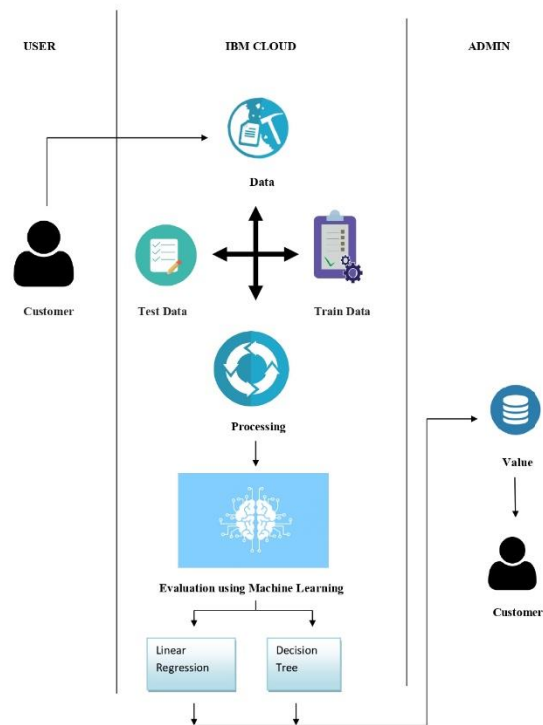 USER
IBM CLOUD
ADMIN
Data
Customer
Test Data
Train Data
Processing
Value
Evaluation using Machine Learning
Customer
Linear
Regression
Decision
Tree